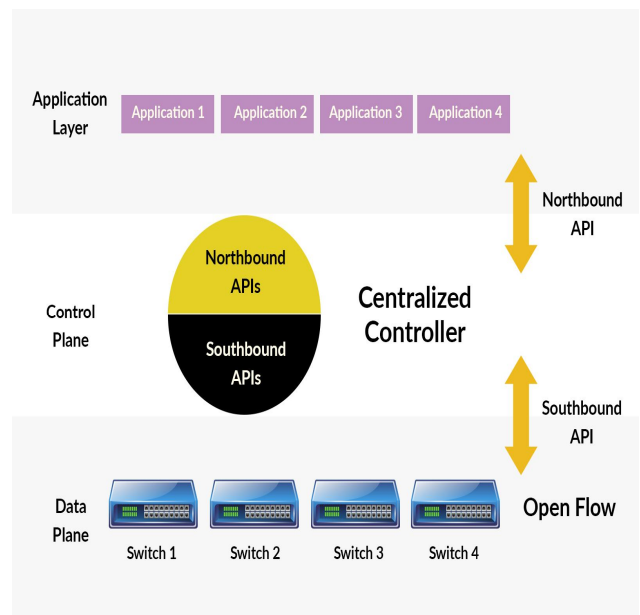 Application
Layer
Application 1
Application 2
Application 3
Application 4
Northbound
API
Northbound
APIs
Centralized
Controller
Control
Plane
Southbound
APIs
Southbound
API
Data
Plane
Open Flow
Switch 1
Switch 2
Switch 3
Switch 4